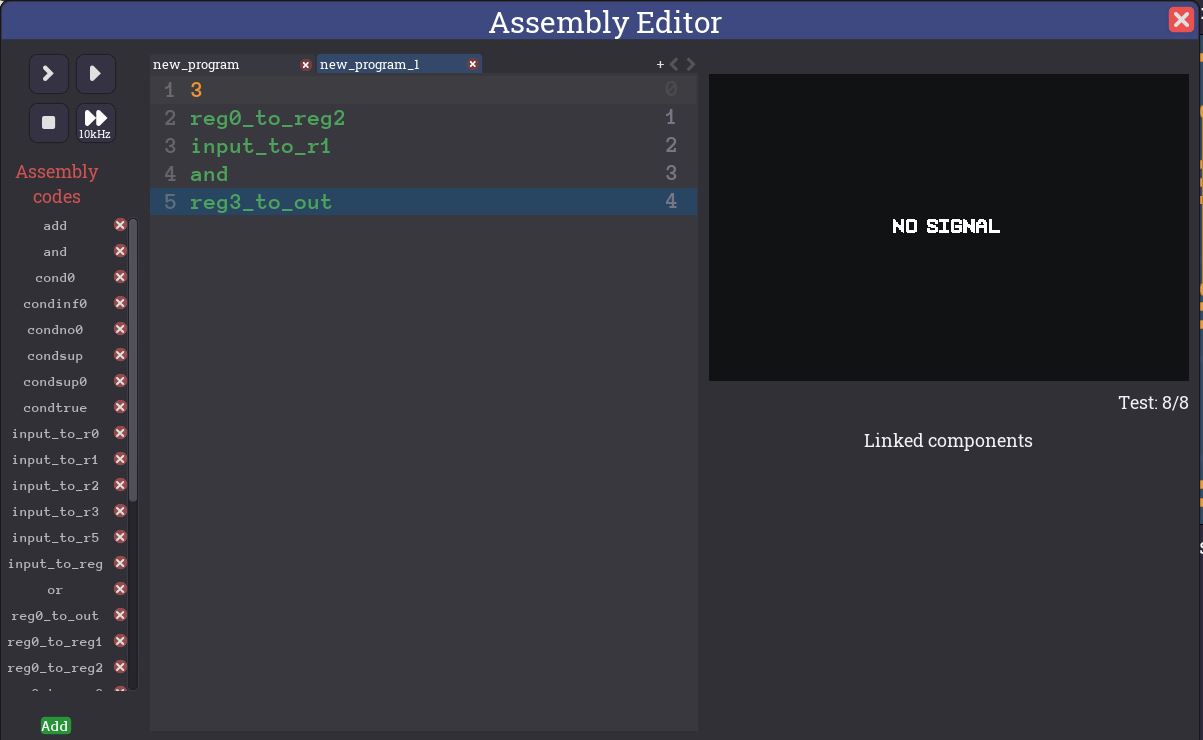 Assembly Editor
new_program new_program_1 +
10kHz
Assembly
codes
add
and
cond0
condinf0
condno0
condsup
condsup0
condtrue
input_to_r0
input_to_r1
input_to_r2
input_to_r3
input_to_r5
input_to_reg
or
reg0_to_out
reg0_to_reg1
reg0_to_reg2
Add
1 3 0
2 reg0_to_reg2 1
3 input_to_r1 2
4 and 3
5 reg3_to_out 4
NO SIGNAL
Test: 8/8
Linked components